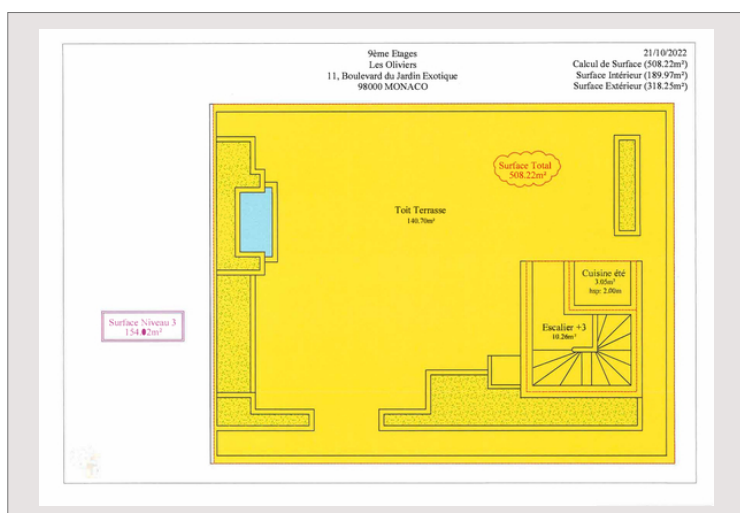 9ème Etages
Les Oliviers
11, Boulevard du Jardin Exotique
98000 MONACO
21/10/2022
Calcul de Surface (508.22m²)
Surface Intérieur (189.97m²)
Surface Extérieur (318.25m²)
Surface Total
508.22m²
Toit Terrasse
140.70m²
Cuisine été
3.05m²
hsp: 2.00m
Surface Niveau 3
154.02m²
Escalier +3
10.26m²